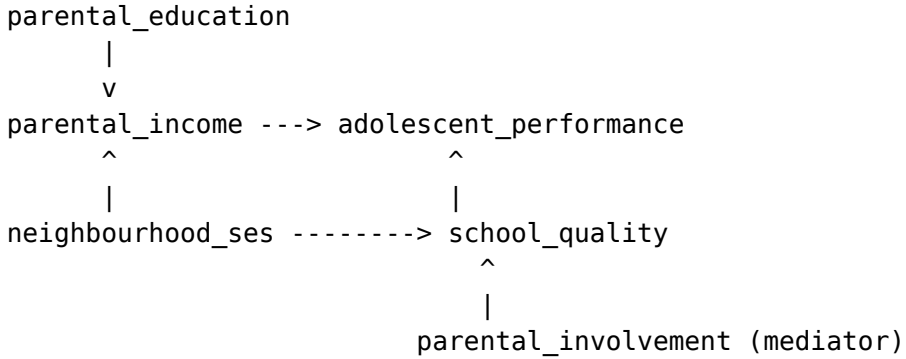 parental_education
|
v
parental_income ---> adolescent_performance
^ ^
| |
neighbourhood_ses --------> school_quality
^
|
parental_involvement (mediator)